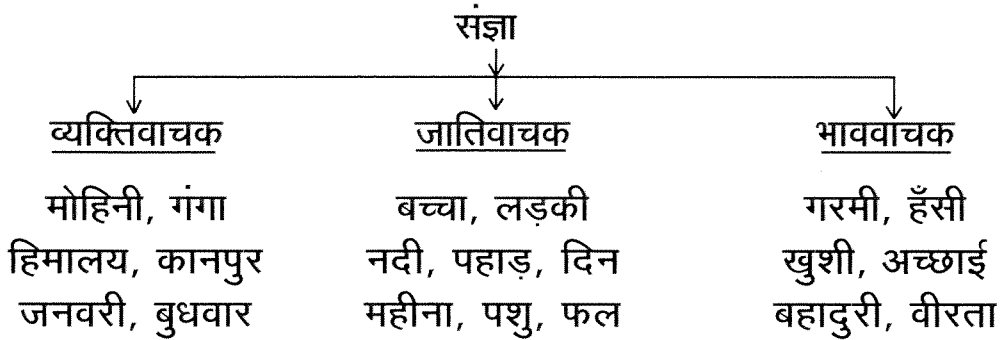 संज्ञा
व्यक्तिवाचक
मोहिनी, गंगा
हिमालय, कानपुर
जनवरी, बुधवार
जातिवाचक
बच्चा, लड़की
नदी, पहाड़, दिन
महीना, पशु, फल
भाववाचक
गरमी, हँसी
खुशी, अच्छाई
बहादुरी, वीरता